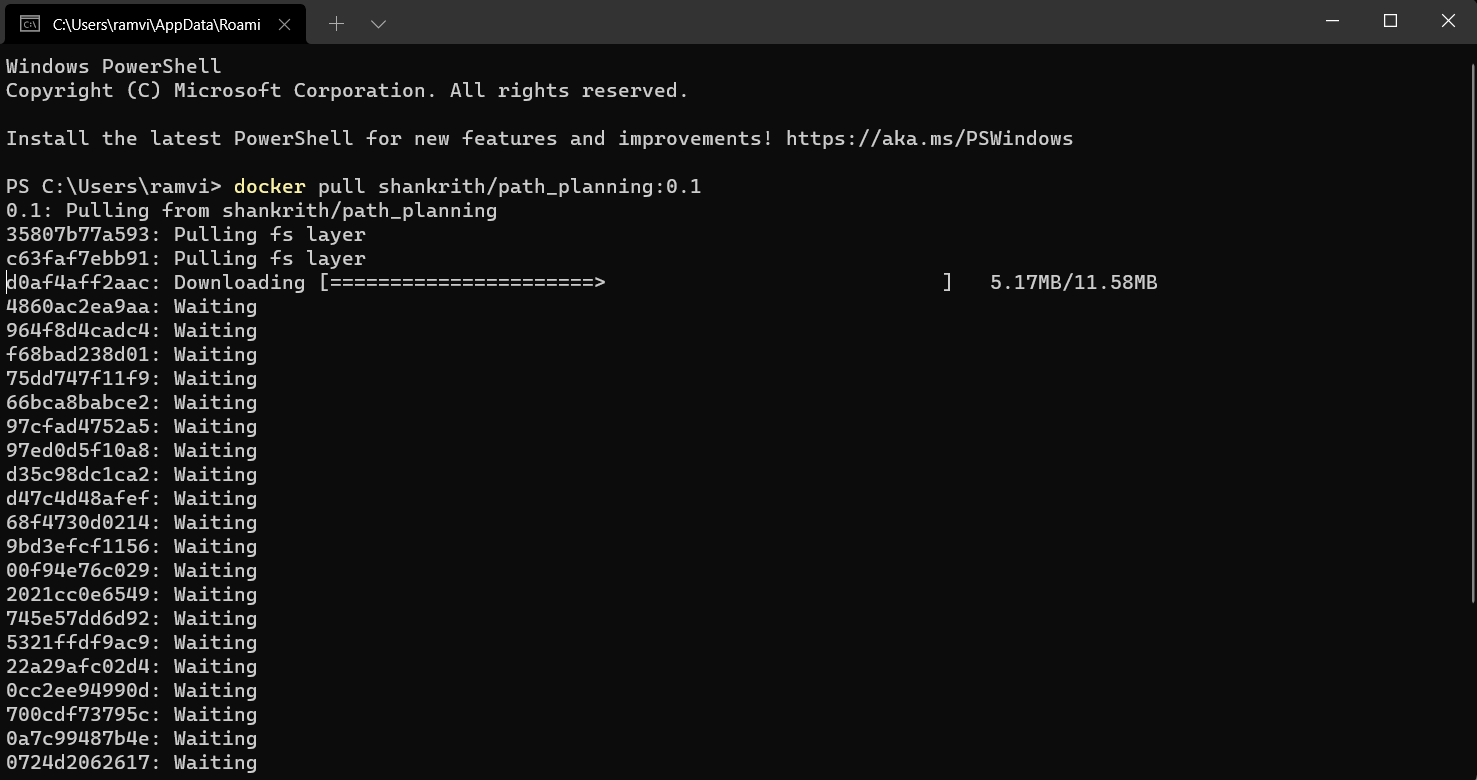 C:\Users\ramvi\AppData\Roami
Windows PowerShell
Copyright (C) Microsoft Corporation. All rights reserved.
Install the latest PowerShell for new features and improvements! https://aka.ms/PSWindows
PS C:\Users\ramvi> docker pull shankrith/path_planning:0.1
0.1: Pulling from shankrith/path_planning
35807b77a593: Pulling fs layer
c63faf7ebb91: Pulling fs layer
d0af4aff2aac: Downloading [======================>                            ]   5.17MB/11.58MB
4860ac2ea9aa: Waiting
964f8d4cadc4: Waiting
f68bad238d01: Waiting
75dd747f11f9: Waiting
66bca8babce2: Waiting
97cfad4752a5: Waiting
97ed0d5f10a8: Waiting
d35c98dc1ca2: Waiting
d47c4d48afef: Waiting
68f4730d0214: Waiting
9bd3efcf1156: Waiting
00f94e76c029: Waiting
2021cc0e6549: Waiting
745e57dd6d92: Waiting
5321ffdf9ac9: Waiting
22a29afc02d4: Waiting
0cc2ee94990d: Waiting
700cdf73795c: Waiting
0a7c99487b4e: Waiting
0724d2062617: Waiting